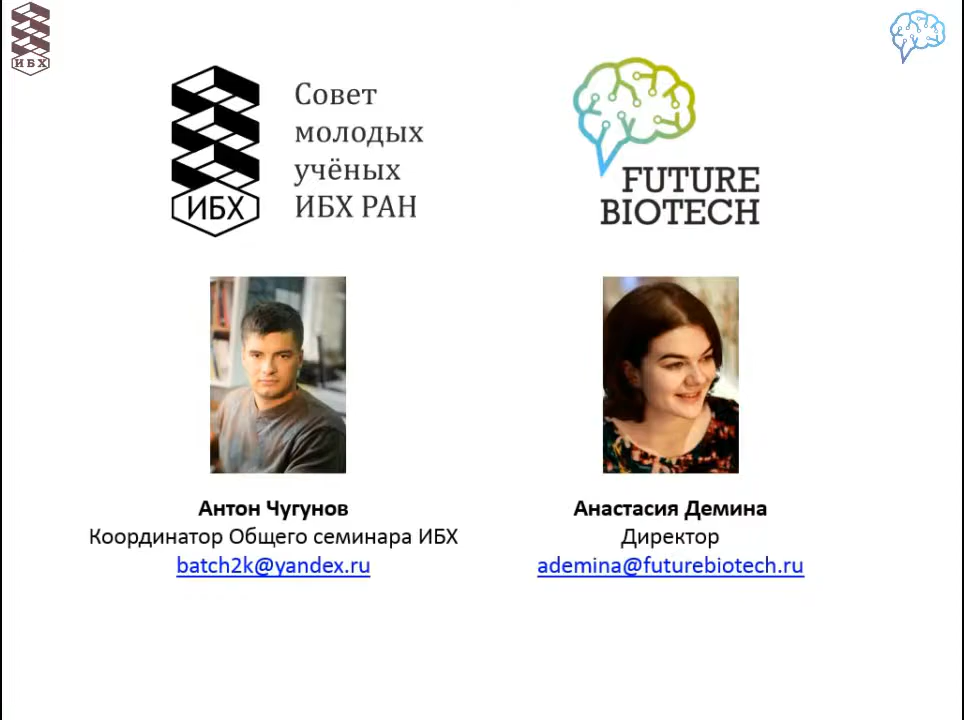 ИБХ
Совет
молодых
учёных
ИБХ РАН
ИБХ
FUTURE
BIOTECH
Антон Чугунов
Координатор Общего семинара ИБХ
batch2k@yandex.ru
Анастасия Демина
Директор
ademina@futurebiotech.ru